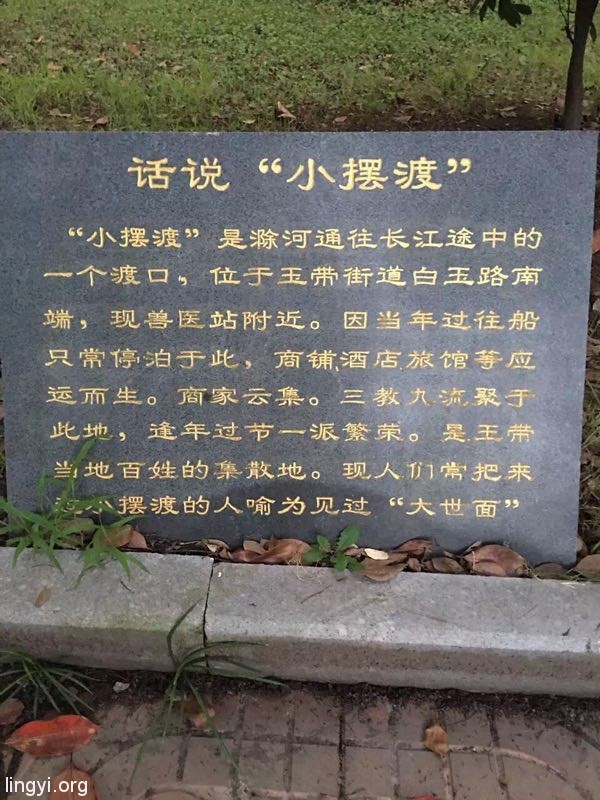 话说“小摆渡”
“小摆渡”是滁河通往长江途中的
一个渡口，位于玉带街道白玉路南
端，现兽医站附近。因当年过往船
只常停泊于此，商铺、酒店、旅馆等应
运而生。商家云集。三教九流聚于
此地，逢年过节一派繁荣。是玉带
当地百姓的集散地。现人们常把来
小摆渡的人喻为见过“大世面”
lingyi.org